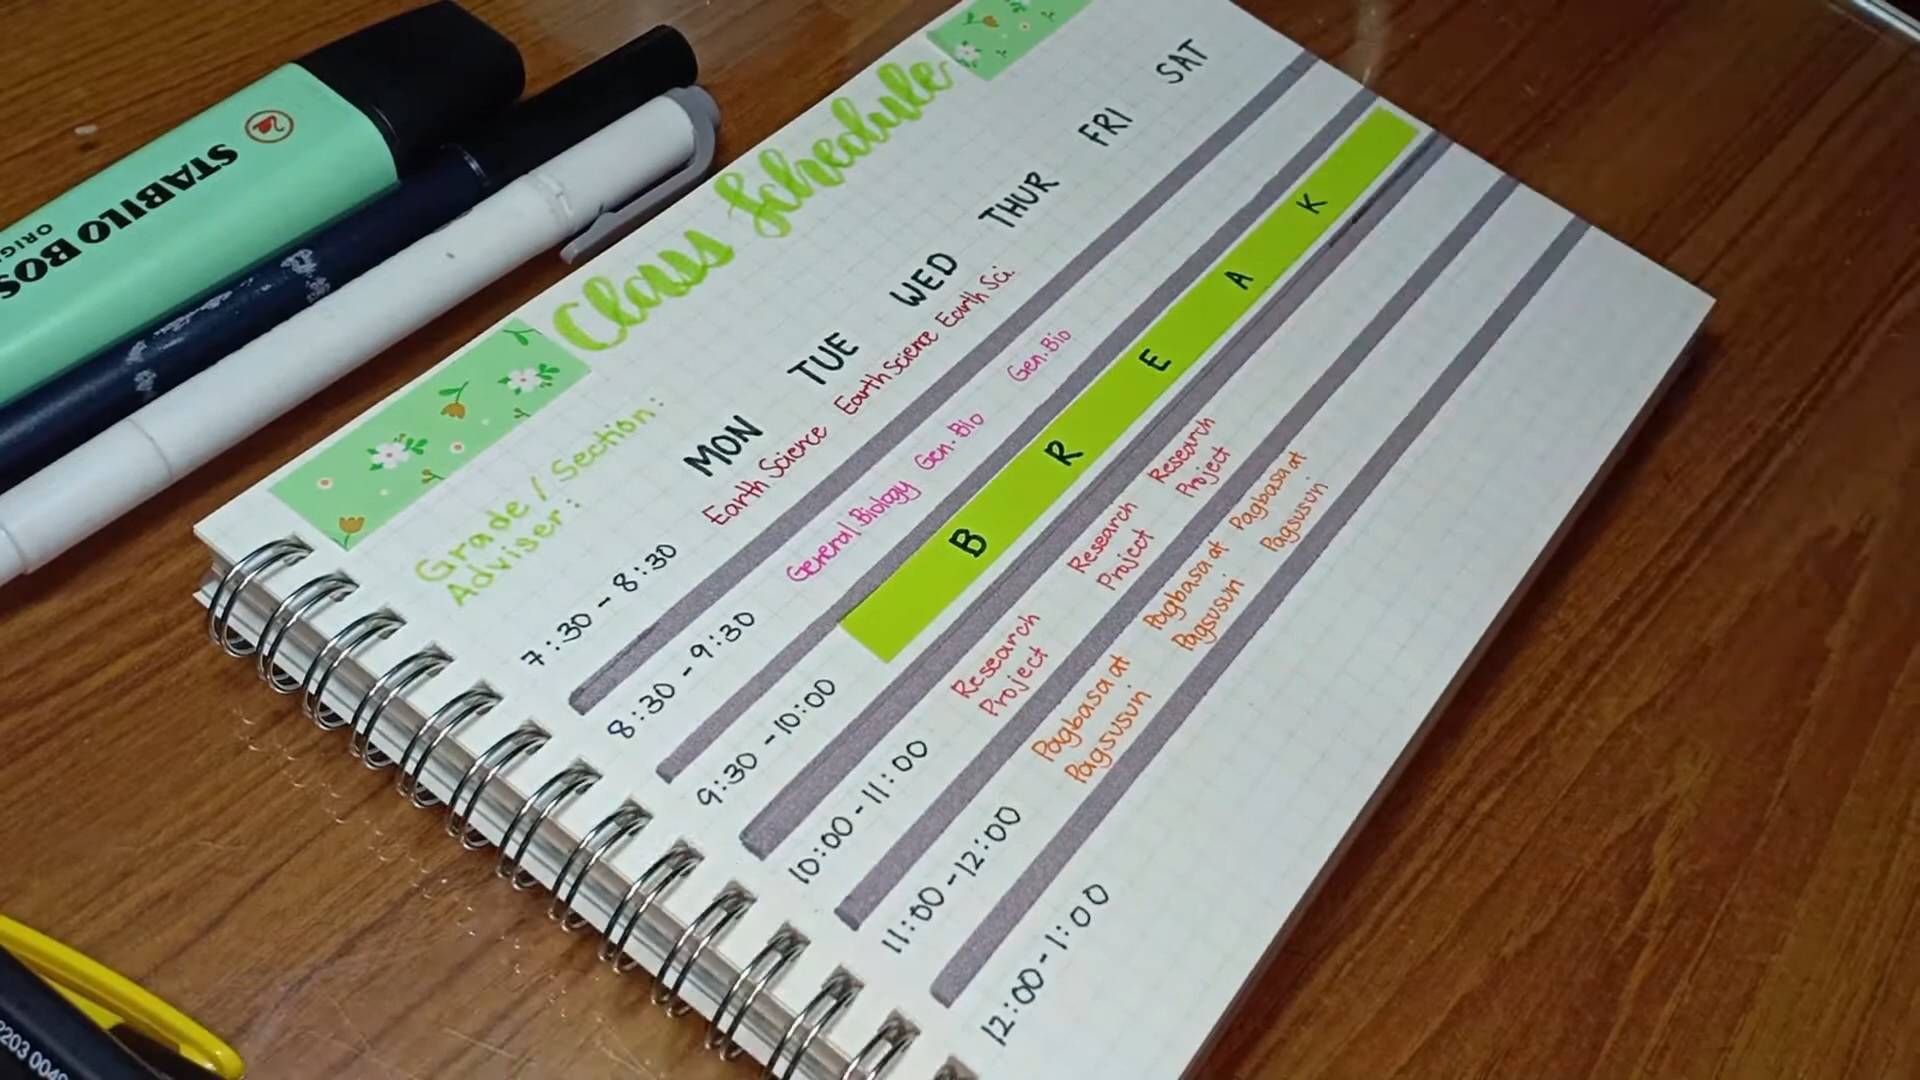 STABILO BOS
ORIG
Class Schedule
Grade / Section:
Adviser:
MON TUE WED THUR FRI SAT
7:30 - 8:30 Earth Science Earth Science Earth Sci.
8:30 - 9:30 General Biology Gen. Bio Gen. Bio
9:30 - 10:00 B R E A K
10:00 - 11:00 Research Project Research Project Research Project
11:00 - 12:00 Pagbasa at Pagsusuri Pagbasa at Pagsusuri Pagbasa at Pagsusuri
12:00 - 1:00